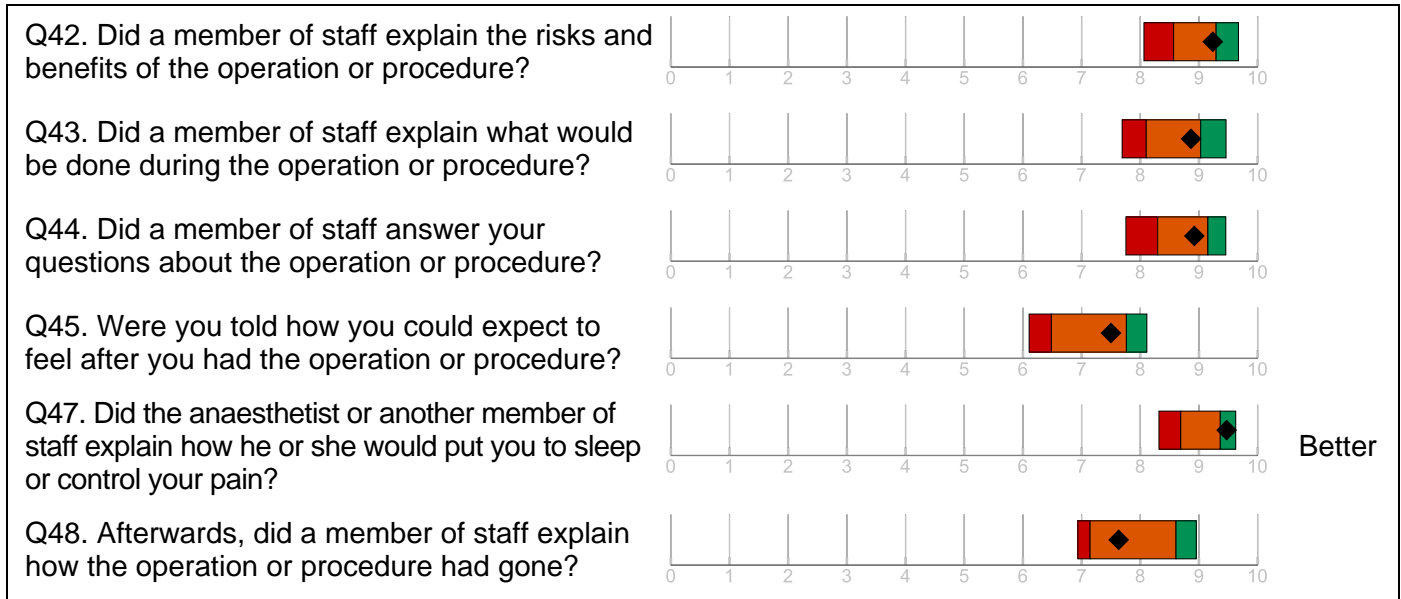 Q42. Did a member of staff explain the risks and
benefits of the operation or procedure?
0 1 2 3 4 5 6 7 8 9 10
Q43. Did a member of staff explain what would
be done during the operation or procedure?
0 1 2 3 4 5 6 7 8 9 10
Q44. Did a member of staff answer your
questions about the operation or procedure?
0 1 2 3 4 5 6 7 8 9 10
Q45. Were you told how you could expect to
feel after you had the operation or procedure?
0 1 2 3 4 5 6 7 8 9 10
Q47. Did the anaesthetist or another member of
staff explain how he or she would put you to sleep
or control your pain?
0 1 2 3 4 5 6 7 8 9 10
Better
Q48. Afterwards, did a member of staff explain
how the operation or procedure had gone?
0 1 2 3 4 5 6 7 8 9 10